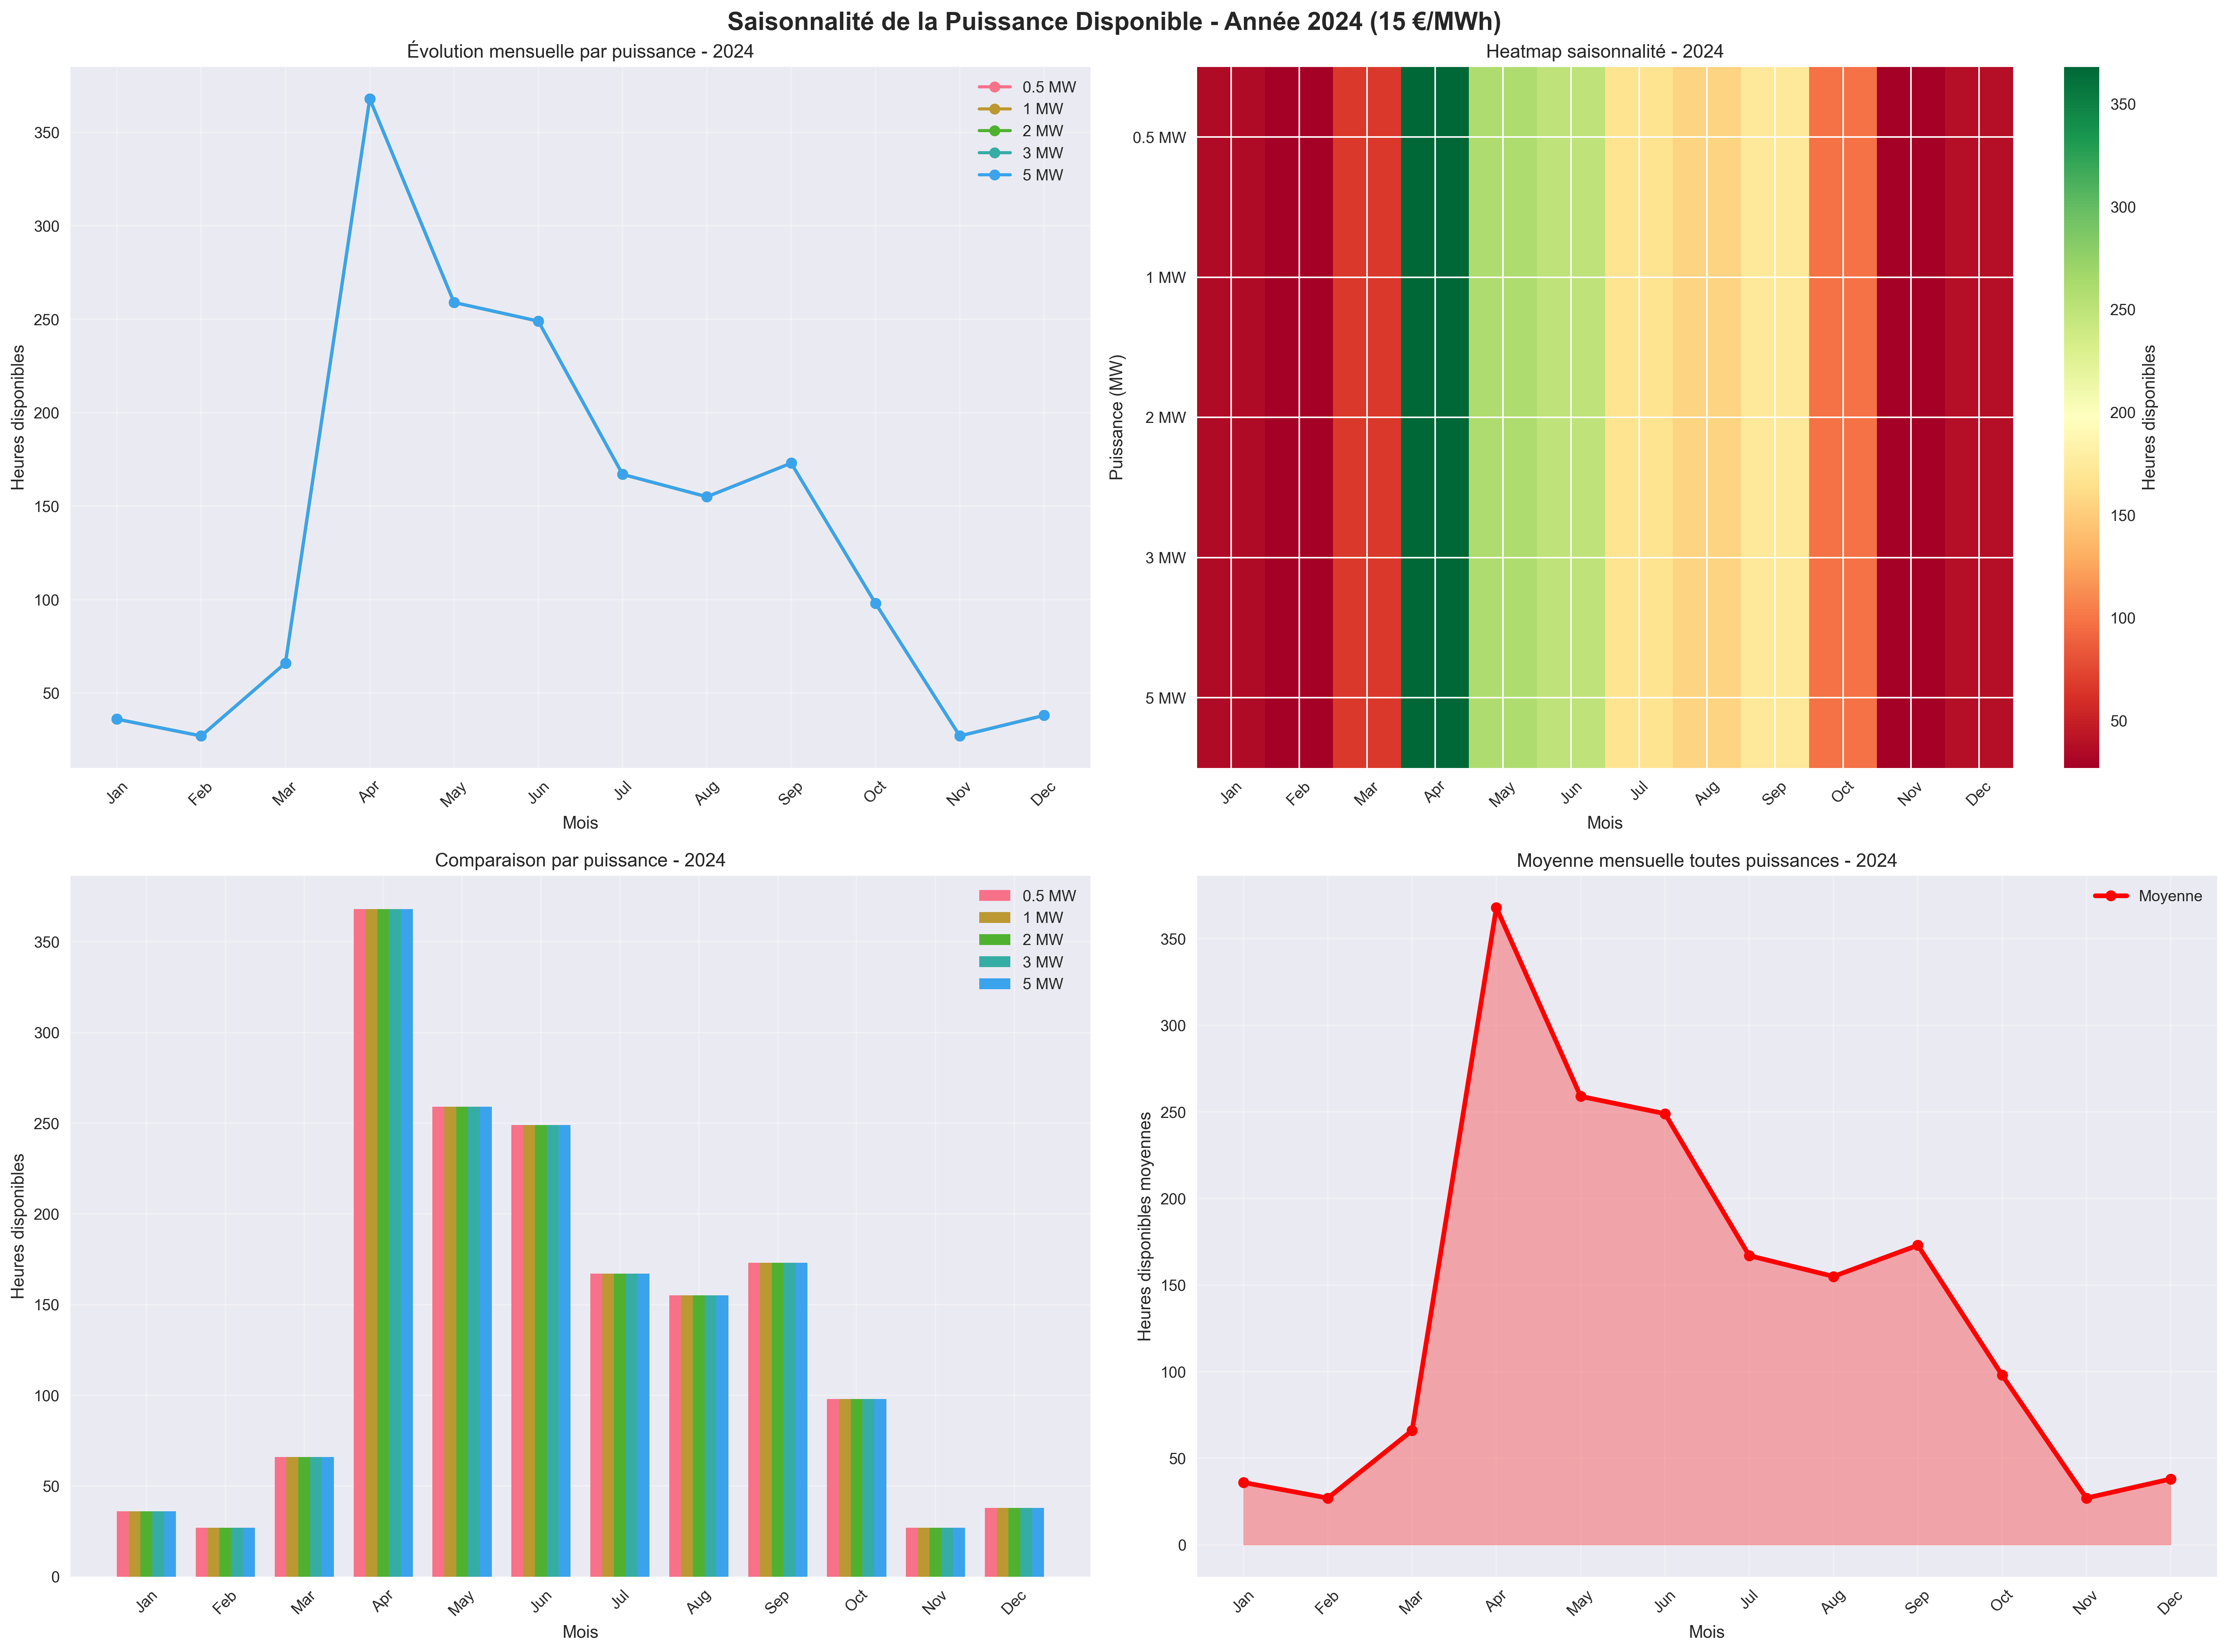 Saisonnalité de la Puissance Disponible - Année 2024 (15 €/MWh)
Évolution mensuelle par puissance - 2024
Heures disponibles
350
300
250
200
150
100
50
0.5 MW
1 MW
2 MW
3 MW
5 MW
Jan
Feb
Mar
Apr
May
Jun
Jul
Aug
Sep
Oct
Nov
Dec
Mois
Heatmap saisonnalité - 2024
Puissance (MW)
0.5 MW
1 MW
2 MW
3 MW
5 MW
Jan
Feb
Mar
Apr
May
Jun
Jul
Aug
Sep
Oct
Nov
Dec
Mois
350
300
250
200
150
100
50
Heures disponibles
Comparaison par puissance - 2024
Heures disponibles
350
300
250
200
150
100
50
0
0.5 MW
1 MW
2 MW
3 MW
5 MW
Jan
Feb
Mar
Apr
May
Jun
Jul
Aug
Sep
Oct
Nov
Dec
Mois
Moyenne mensuelle toutes puissances - 2024
Heures disponibles moyennes
350
300
250
200
150
100
50
0
Moyenne
Jan
Feb
Mar
Apr
May
Jun
Jul
Aug
Sep
Oct
Nov
Dec
Mois